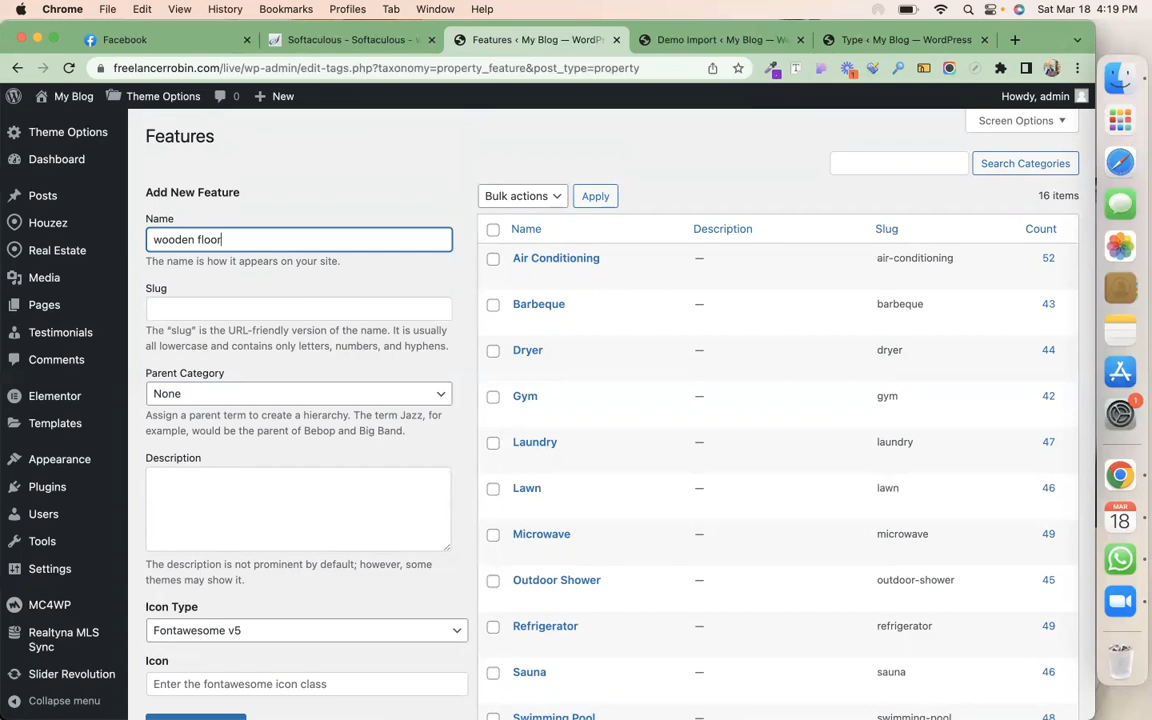 Chrome File Edit View History Bookmarks Profiles Tab Window Help Sat Mar 18 4:19 PM
Facebook Softaculous - Softaculous - Features ‹ My Blog — WordPr Demo Import ‹ My Blog — W Type ‹ My Blog — WordPress
freelancerrobin.com/live/wp-admin/edit-tags.php?taxonomy=property_feature&post_type=property
My Blog Theme Options 0 New Howdy, admin
Theme Options
Dashboard
Posts
Houzez
Real Estate
Media
Pages
Testimonials
Comments
Elementor
Templates
Appearance
Plugins
Users
Tools
Settings
MC4WP
Realtyna MLS
Sync
Slider Revolution
Collapse menu
Screen Options
Features
Search Categories
Add New Feature
Name
wooden floor
The name is how it appears on your site.
Slug
The “slug” is the URL-friendly version of the name. It is usually
all lowercase and contains only letters, numbers, and hyphens.
Parent Category
None
Assign a parent term to create a hierarchy. The term Jazz, for
example, would be the parent of Bebop and Big Band.
Description
The description is not prominent by default; however, some
themes may show it.
Icon Type
Fontawesome v5
Icon
Enter the fontawesome icon class
Bulk actions Apply 16 items
Name Description Slug Count
Air Conditioning — air-conditioning 52
Barbeque — barbeque 43
Dryer — dryer 44
Gym — gym 42
Laundry — laundry 47
Lawn — lawn 46
Microwave — microwave 49
Outdoor Shower — outdoor-shower 45
Refrigerator — refrigerator 49
Sauna — sauna 46
Swimming Pool — swimming-pool 48
1
MAR
18